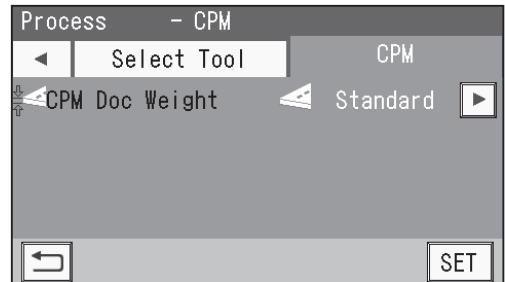 Process - CPM
Select Tool CPM
CPM Doc Weight Standard
SET